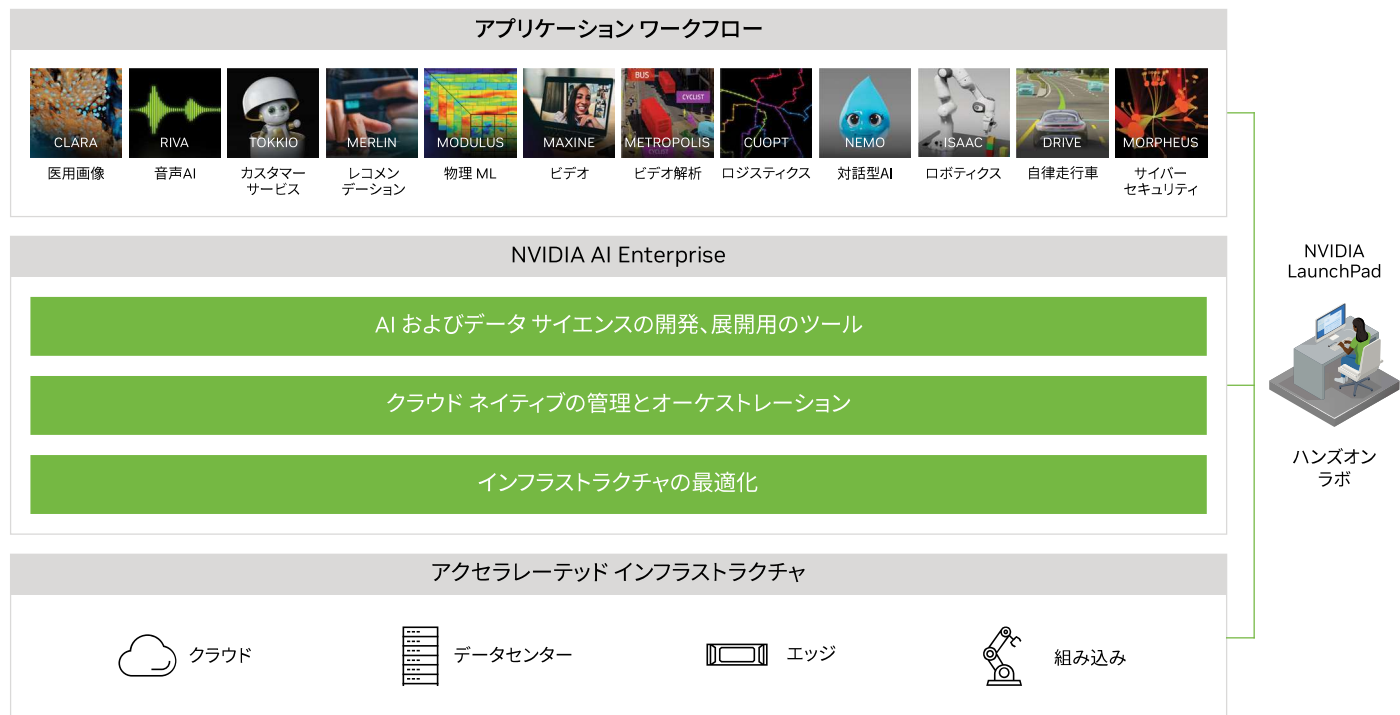 アプリケーション ワークフロー
BUS
CYCLIST
CYCLIST
CLARA
RIVA
TOKKIO
MERLIN
MODULUS
MAXINE
METROPOLIS
CUOPT
NEMO
ISAAC
DRIVE
MORPHEUS
医用画像
音声AI
カスタマー
サービス
レコメン
デーション
物理 ML
ビデオ
ビデオ解析
ロジスティクス
対話型AI
ロボティクス
自律走行車
サイバー
セキュリティ
NVIDIA AI Enterprise
AI およびデータ サイエンスの開発、展開用のツール
クラウド ネイティブの管理とオーケストレーション
インフラストラクチャの最適化
アクセラレーテッド インフラストラクチャ
クラウド
データセンター
エッジ
組み込み
NVIDIA
LaunchPad
ハンズオン
ラボ